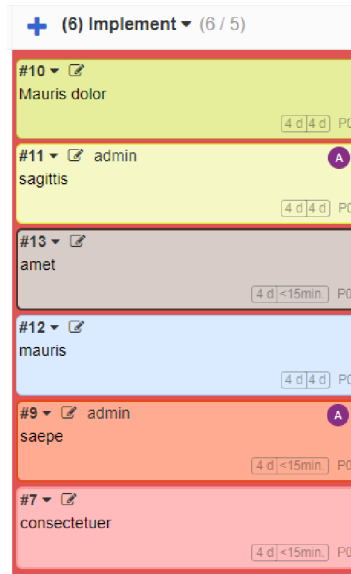 (6) Implement (6 / 5)
#10
Mauris dolor
4 d 4 d P0
#11 admin A
sagittis
4 d 4 d P0
#13
amet
4 d <15min. P0
#12
mauris
4 d 4 d P0
#9 admin A
saepe
4 d <15min. P0
#7
consectetuer
4 d <15min. P0